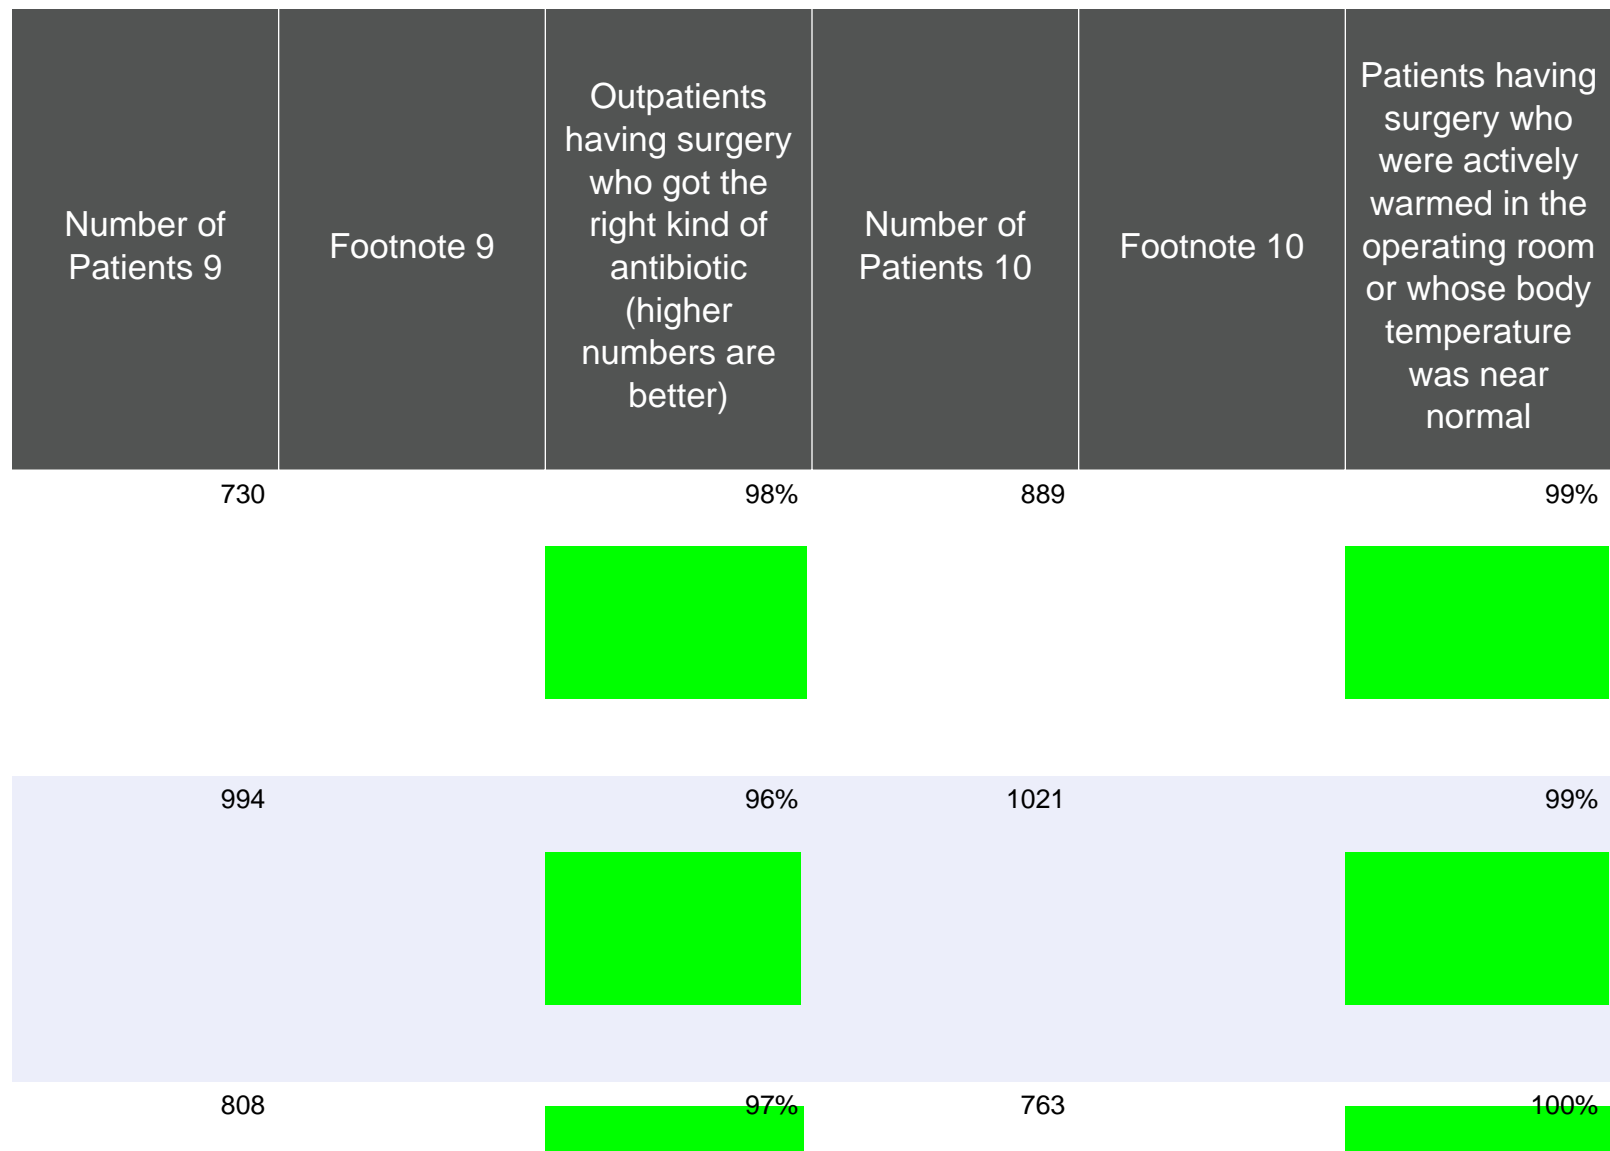 Number of
Patients 9
Footnote 9
Outpatients
having surgery
who got the
right kind of
antibiotic
(higher
numbers are
better)
Number of
Patients 10
Footnote 10
Patients having
surgery who
were actively
warmed in the
operating room
or whose body
temperature
was near
normal
730 98% 889 99%
994 96% 1021 99%
808 97% 763 100%